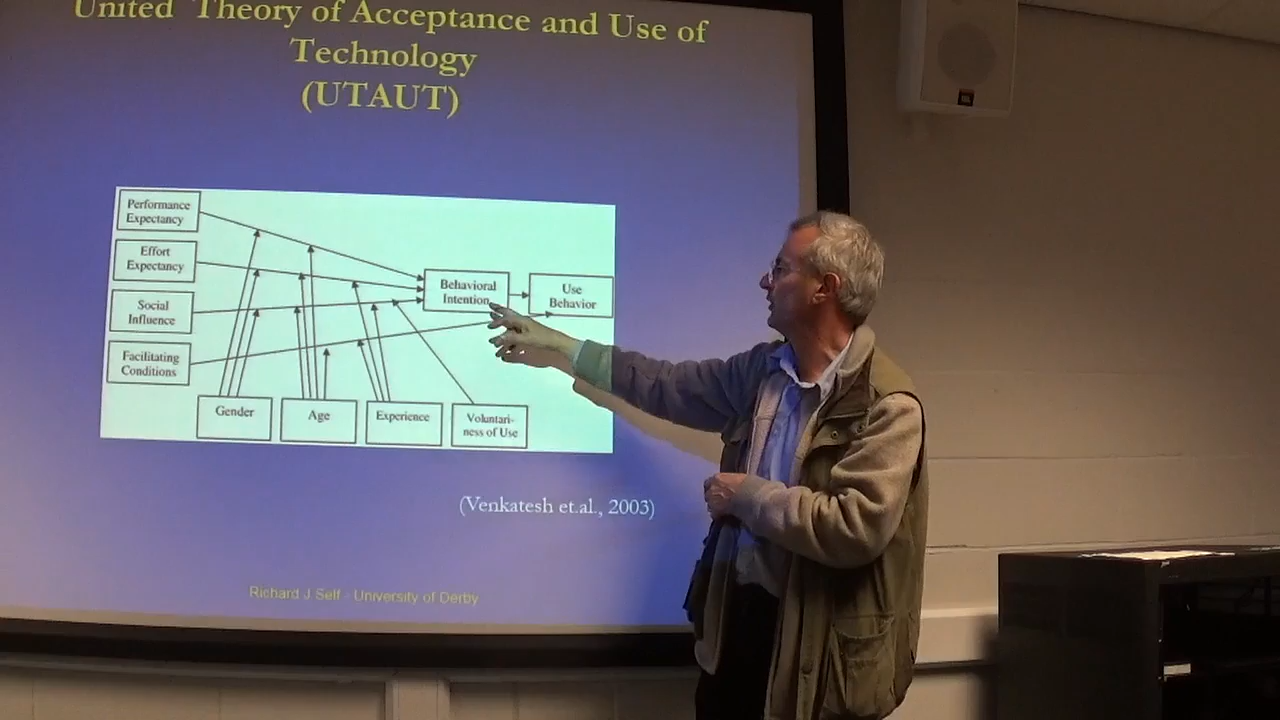 United Theory of Acceptance and Use of
Technology
(UTAUT)
Performance
Expectancy
Effort
Expectancy
Social
Influence
Facilitating
Conditions
Behavioral
Intention
Use
Behavior
Gender
Age
Experience
Voluntari-
ness of Use
(Venkatesh et.al., 2003)
Richard J Self - University of Derby
JBL